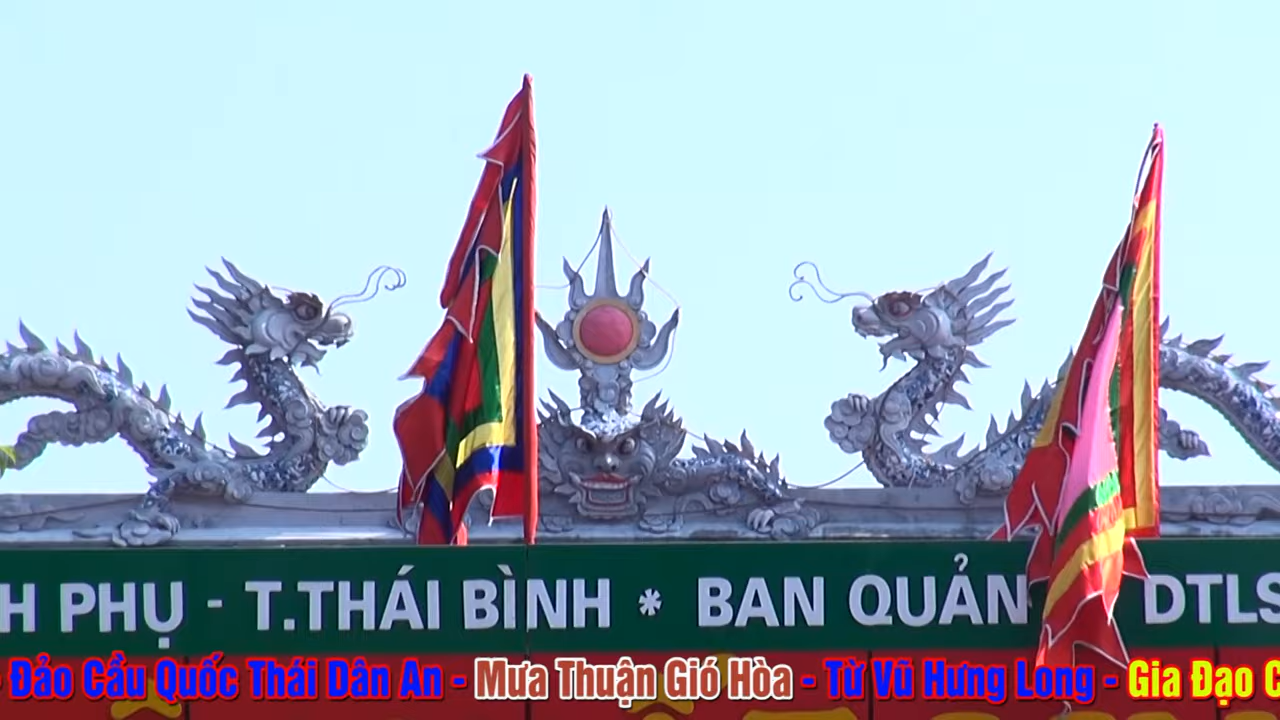 H PHỤ - T.THÁI BÌNH * BAN QUẢN DTLS
- Đảo Cầu Quốc Thái Dân An - Mưa Thuận Gió Hòa - Từ Vũ Hưng Long - Gia Đạo C